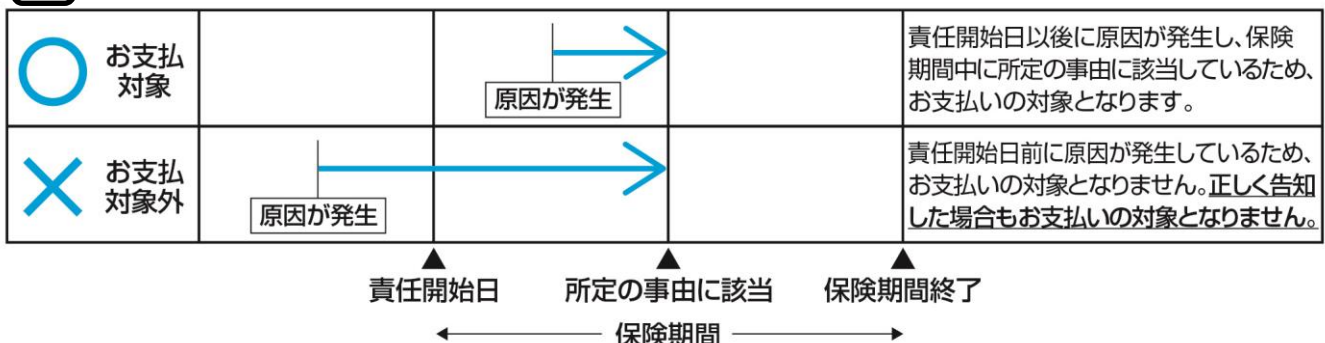 お支払
対象
原因が発生
責任開始日以後に原因が発生し、保険
期間中に所定の事由に該当しているため、
お支払いの対象となります。
お支払
対象外
原因が発生
責任開始日前に原因が発生しているため、
お支払いの対象となりません。正しく告知
した場合もお支払いの対象となりません。
責任開始日
所定の事由に該当
保険期間終了
保険期間